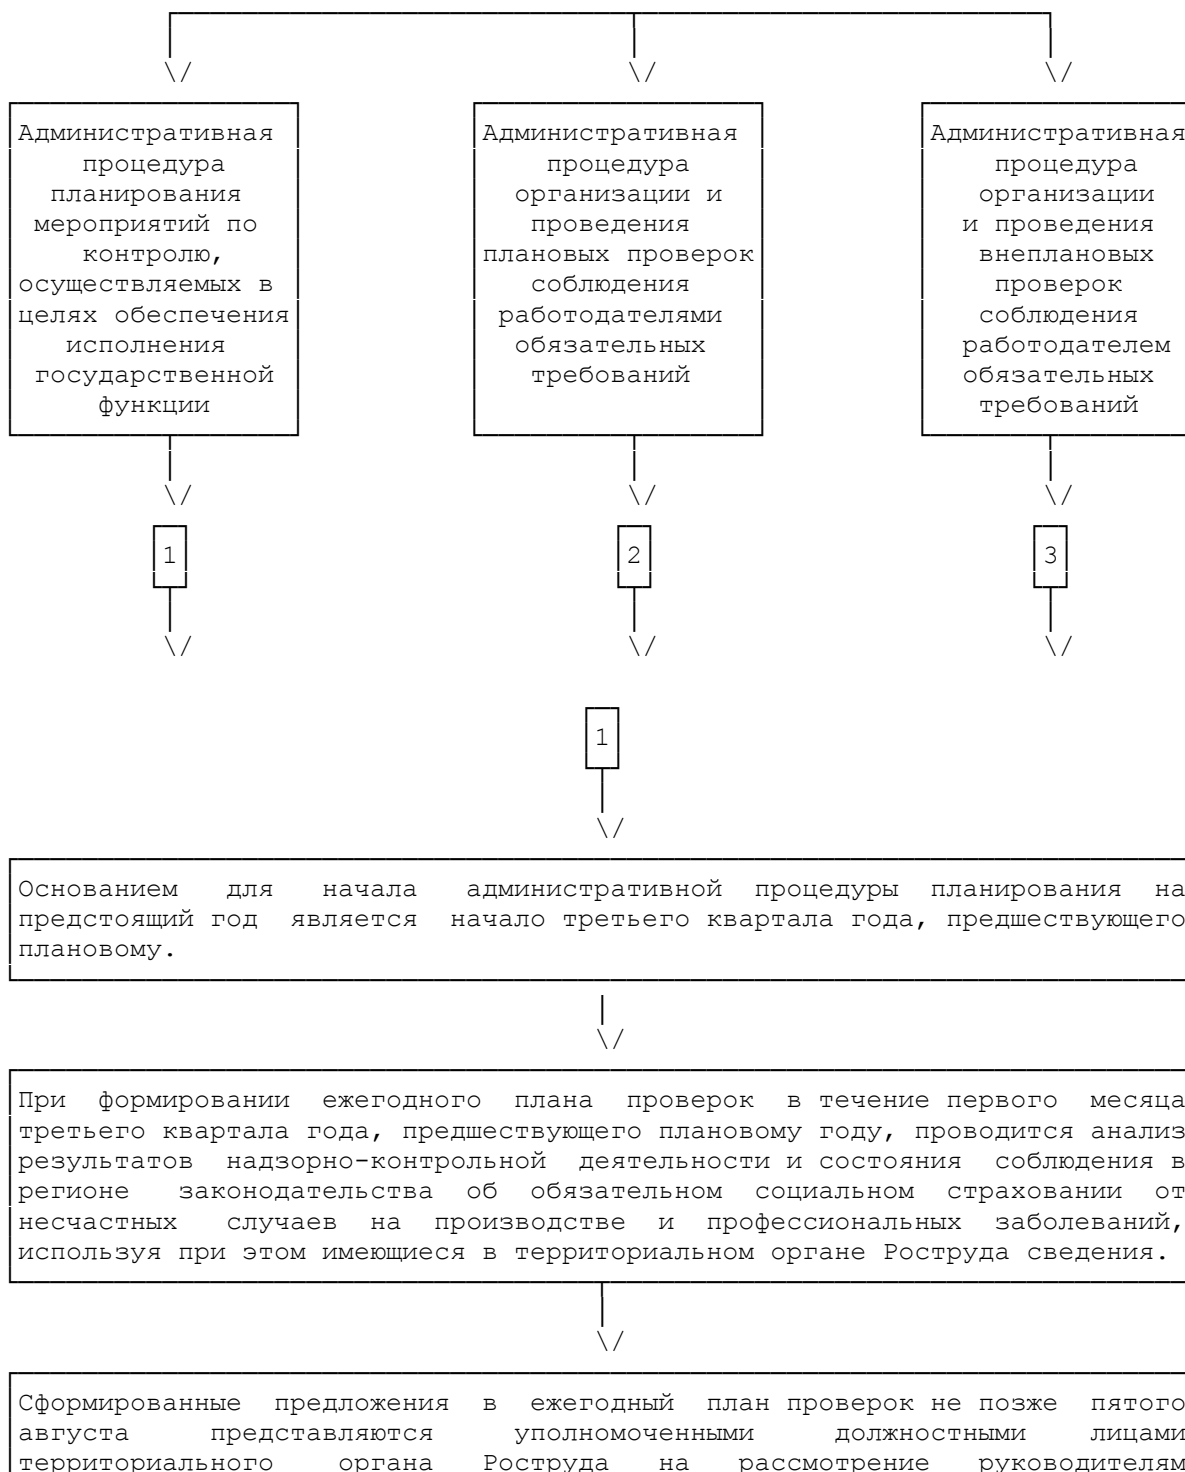 Административная
процедура
планирования
мероприятий по
контролю,
осуществляемых в
целях обеспечения
исполнения
государственной
функции
Административная
процедура
организации и
проведения
плановых проверок
соблюдения
работодателями
обязательных
требований
Административная
процедура
организации
и проведения
внеплановых
проверок
соблюдения
работодателем
обязательных
требований
1
2
3
1
Основанием для начала административной процедуры планирования на
предстоящий год является начало третьего квартала года, предшествующего
плановому.
При формировании ежегодного плана проверок в течение первого месяца
третьего квартала года, предшествующего плановому году, проводится анализ
результатов надзорно-контрольной деятельности и состояния соблюдения в
регионе законодательства об обязательном социальном страховании от
несчастных случаев на производстве и профессиональных заболеваний,
используя при этом имеющиеся в территориальном органе Роструда сведения.
Сформированные предложения в ежегодный план проверок не позже пятого
августа представляются уполномоченными должностными лицами
территориального органа Роструда на рассмотрение руководителям